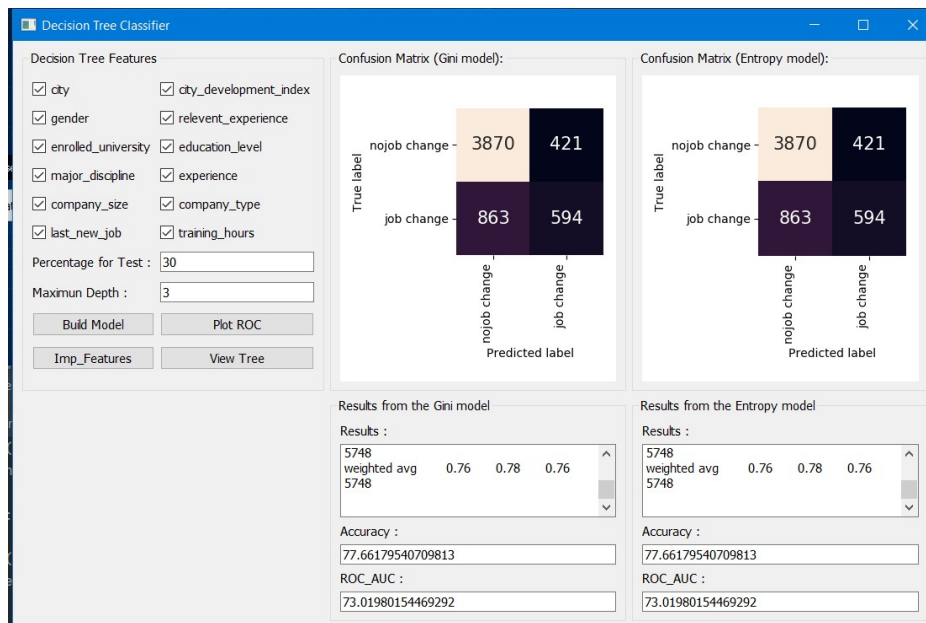 Decision Tree Classifier
Decision Tree Features
city
city_development_index
gender
relevent_experience
enrolled_university
education_level
major_discipline
experience
company_size
company_type
last_new_job
training_hours
Percentage for Test :
30
Maximun Depth :
3
Build Model
Plot ROC
Imp_Features
View Tree
Confusion Matrix (Gini model):
True label
nojob change
3870
421
job change
863
594
nojob change
job change
Predicted label
Confusion Matrix (Entropy model):
True label
nojob change
3870
421
job change
863
594
nojob change
job change
Predicted label
Results from the Gini model
Results :
5748
weighted avg 0.76 0.78 0.76
5748
Accuracy :
77.66179540709813
ROC_AUC :
73.01980154469292
Results from the Entropy model
Results :
5748
weighted avg 0.76 0.78 0.76
5748
Accuracy :
77.66179540709813
ROC_AUC :
73.01980154469292